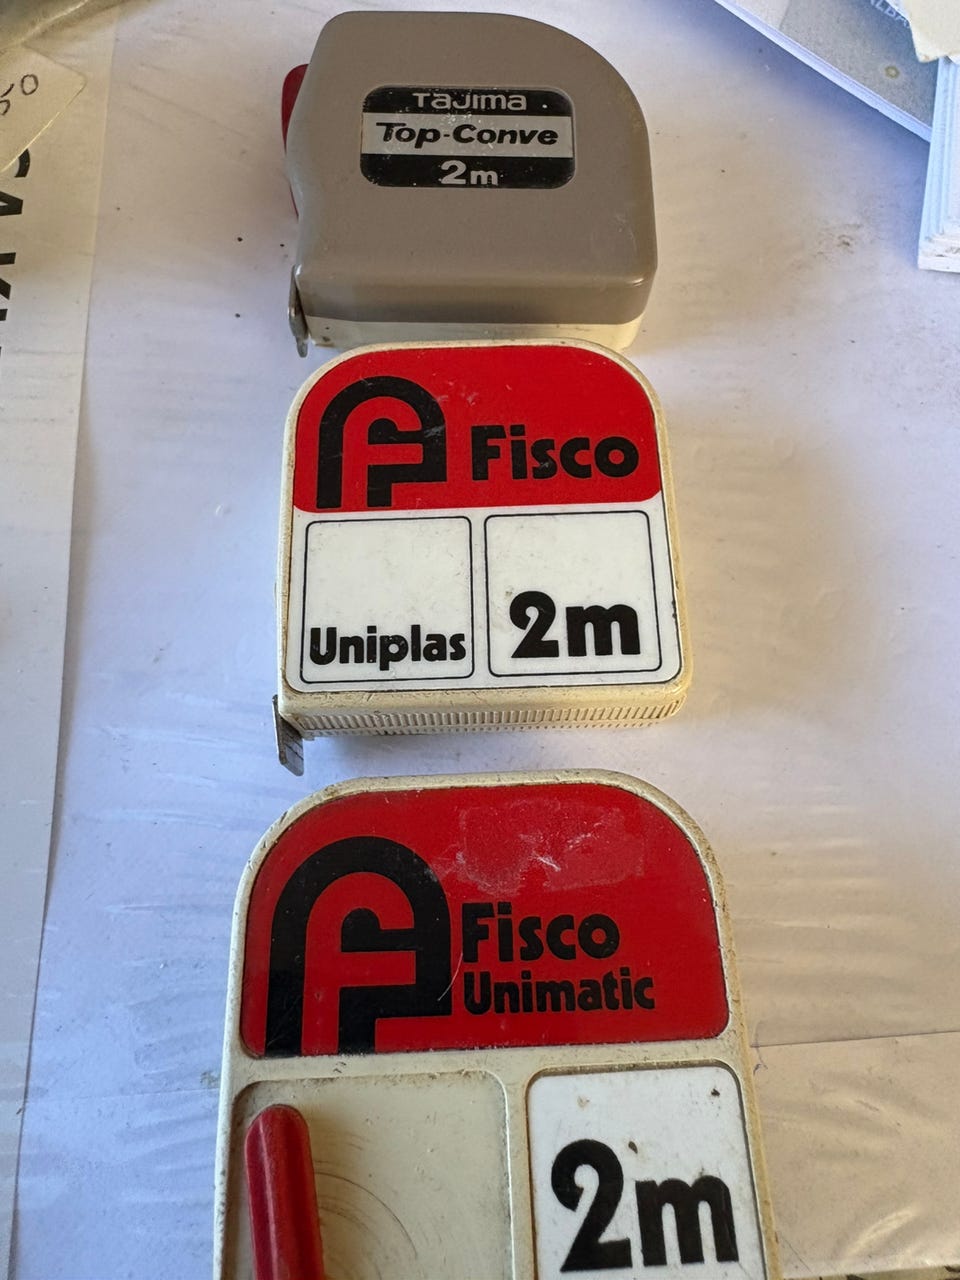 TaJima
Top-Conve
2m
Fisco
Uniplas
2m
Fisco
Unimatic
2m